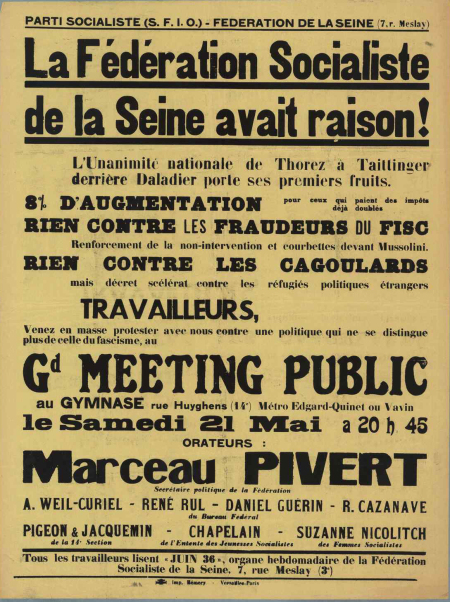 PARTI SOCIALISTE (S. F. I. O.) - FEDERATION DE LA SEINE (7, r. Meslay)
La Fédération Socialiste
de la Seine avait raison!
L'Unanimité nationale de Thorez à Taittinger
derrière Daladier porte ses premiers fruits.
8% D'AUGMENTATION pour ceux qui paient des impôts déjà doublés
RIEN CONTRE LES FRAUDEURS DU FISC
Renforcement de la non-intervention et courbettes devant Mussolini.
RIEN CONTRE LES CAGOULARDS
mais décret scélérat contre les réfugiés politiques étrangers
TRAVAILLEURS,
Venez en masse protester avec nous contre une politique qui ne se distingue
plus de celle du fascisme, au
Gd MEETING PUBLIC
au GYMNASE rue Huyghens (14e) Métro Edgard-Quinet ou Vavin
le Samedi 21 Mai a 20 h 45
ORATEURS :
Marceau PIVERT
Secrétaire politique de la Fédération
A. WEIL-CURIEL - RENÉ RUL - DANIEL GUÉRIN - R. CAZANAVE
du Bureau Fédéral
PIGEON & JACQUEMIN - CHAPELAIN - SUZANNE NICOLITCH
de la 14e Section de l'Entente des Jeunesses Socialistes des Femmes Socialistes
Tous les travailleurs lisent « JUIN 36 », organe hebdomadaire de la Fédération
Socialiste de la Seine, 7, rue Meslay (3e)
Imp. Bémery - Versailles-Paris